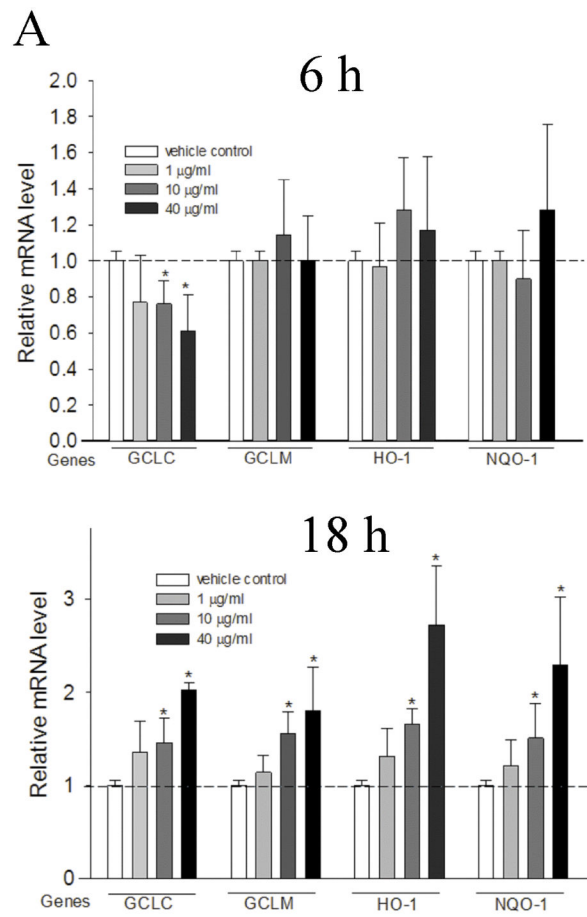 A
6 h
2.0
1.8
1.6
1.4
1.2
1.0
0.8
0.6
0.4
0.2
0.0
Relative mRNA level
vehicle control
1 µg/ml
10 µg/ml
40 µg/ml
* *
Genes GCLC GCLM HO-1 NQO-1
18 h
3
2
1
0
Relative mRNA level
vehicle control
1 µg/ml
10 µg/ml
40 µg/ml
* * * * * * * *
Genes GCLC GCLM HO-1 NQO-1